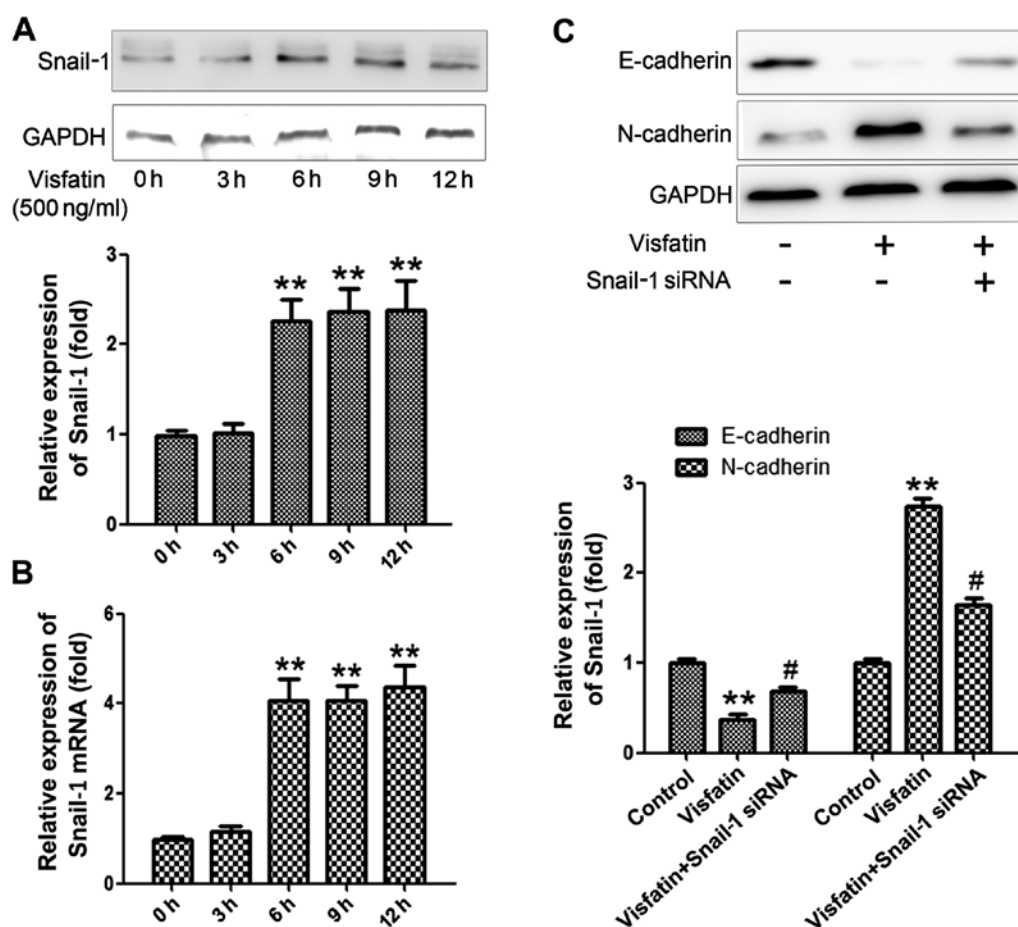 A
Snail-1
GAPDH
Visfatin 0 h 3 h 6 h 9 h 12 h
(500 ng/ml)
Relative expression
of Snail-1 (fold)
3
2
1
0
** ** **
0 h 3 h 6 h 9 h 12 h
B
Relative expression of
Snail-1 mRNA (fold)
6
4
2
0
** ** **
0 h 3 h 6 h 9 h 12 h
C
E-cadherin
N-cadherin
GAPDH
Visfatin - + +
Snail-1 siRNA - - +
E-cadherin
N-cadherin
Relative expression
of Snail-1 (fold)
3
2
1
0
** # ** #
Control
Visfatin
Visfatin+Snail-1 siRNA
Control
Visfatin
Visfatin+Snail-1 siRNA